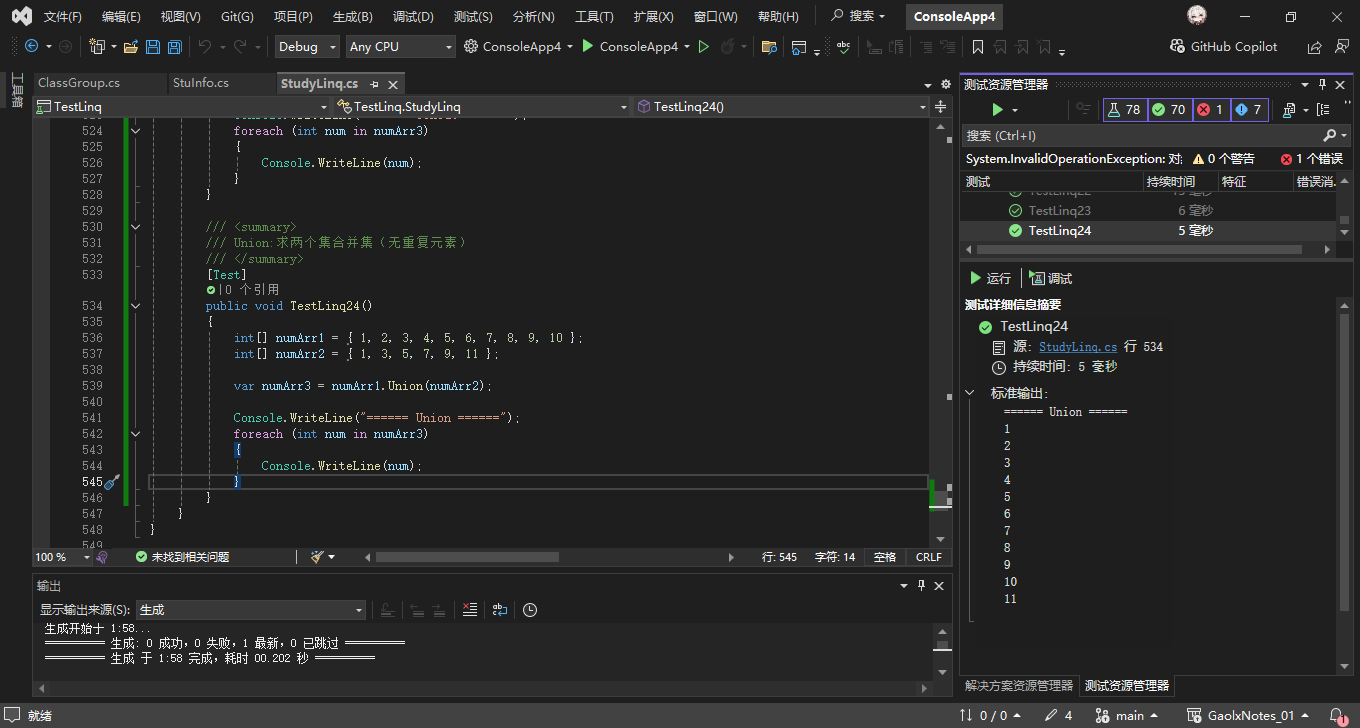 文件(F) 编辑(E) 视图(V) Git(G) 项目(P) 生成(B) 调试(D) 测试(S) 分析(N) 工具(T) 扩展(X) 窗口(W) 帮助(H) 搜索 ConsoleApp4
Debug Any CPU ConsoleApp4 ConsoleApp4 GitHub Copilot
工具箱
ClassGroup.cs StuInfo.cs StudyLinq.cs
TestLinq TestLinq.StudyLinq TestLinq24()
524 foreach (int num in numArr3)
525 {
526 Console.WriteLine(num);
527 }
528 }
529
530 /// <summary>
531 /// Union:求两个集合并集（无重复元素）
532 /// </summary>
533 [Test]
|0 个引用
534 public void TestLinq24()
535 {
536 int[] numArr1 = { 1, 2, 3, 4, 5, 6, 7, 8, 9, 10 };
537 int[] numArr2 = { 1, 3, 5, 7, 9, 11 };
538
539 var numArr3 = numArr1.Union(numArr2);
540
541 Console.WriteLine("====== Union ======");
542 foreach (int num in numArr3)
543 {
544 Console.WriteLine(num);
545 }
546 }
547 }
548 }
549
100 % 未找到相关问题 行: 545 字符: 14 空格 CRLF
输出
显示输出来源(S): 生成
生成开始于 1:58...
========== 生成: 0 成功，0 失败，1 最新，0 已跳过 ==========
========== 生成 于 1:58 完成，耗时 00.202 秒 ==========
测试资源管理器
78 70 1 7
搜索 (Ctrl+I)
System.InvalidOperationException: 对 0 个警告 1 个错误
测试 持续时间 特征 错误消.
TestLinq23 6 毫秒
TestLinq24 5 毫秒
运行 调试
测试详细信息摘要
TestLinq24
源: StudyLinq.cs 行 534
持续时间: 5 毫秒
标准输出:
====== Union ======
1
2
3
4
5
6
7
8
9
10
11
解决方案资源管理器 测试资源管理器
就绪 0 / 0 4 main GaolxNotes_01 1